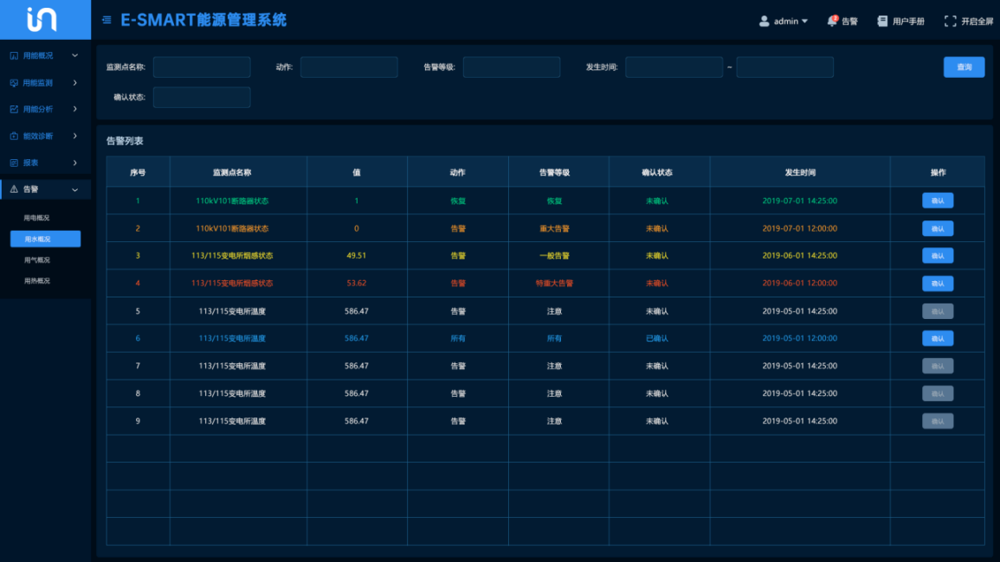 in
E-SMART能源管理系统
admin
2
告警
用户手册
开启全屏
用能概况
用能监测
用能分析
能效诊断
报表
告警
用电概况
用水概况
用气概况
用热概况
监测点名称:
动作:
告警等级:
发生时间:
~
查询
确认状态:
告警列表
序号 监测点名称 值 动作 告警等级 确认状态 发生时间 操作
1 110kV101断路器状态 1 恢复 恢复 未确认 2019-07-01 14:25:00 确认
2 110kV101断路器状态 0 告警 重大告警 未确认 2019-07-01 12:00:00 确认
3 113/115变电所烟感状态 49.51 告警 一般告警 未确认 2019-06-01 14:25:00 确认
4 113/115变电所烟感状态 53.62 告警 特重大告警 未确认 2019-06-01 12:00:00 确认
5 113/115变电所温度 586.47 告警 注意 未确认 2019-05-01 14:25:00 确认
6 113/115变电所温度 586.47 所有 所有 已确认 2019-05-01 12:00:00 确认
7 113/115变电所温度 586.47 告警 注意 未确认 2019-05-01 14:25:00 确认
8 113/115变电所温度 586.47 告警 注意 未确认 2019-05-01 14:25:00 确认
9 113/115变电所温度 586.47 告警 注意 未确认 2019-05-01 14:25:00 确认